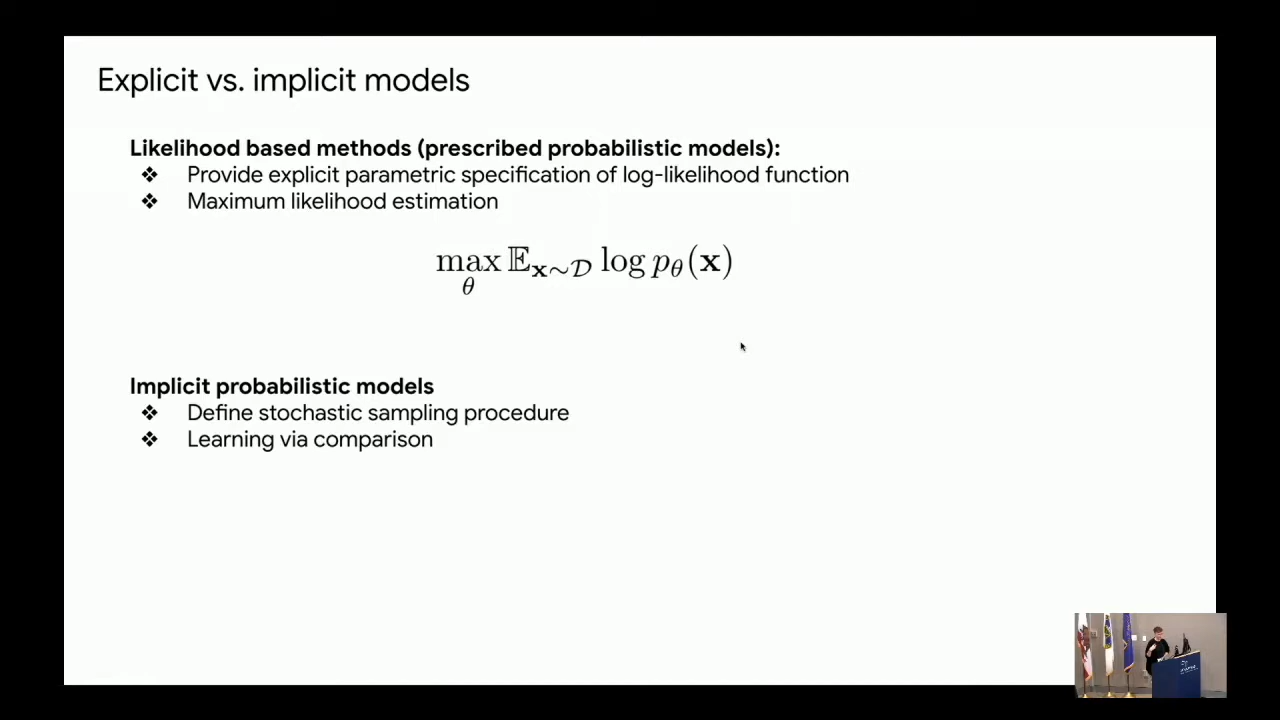 Explicit vs. implicit models
Likelihood based methods (prescribed probabilistic models):
❖ Provide explicit parametric specification of log-likelihood function
❖ Maximum likelihood estimation
max_θ 𝔼_{𝐱∼𝒟} log p_θ(𝐱)
Implicit probabilistic models
❖ Define stochastic sampling procedure
❖ Learning via comparison